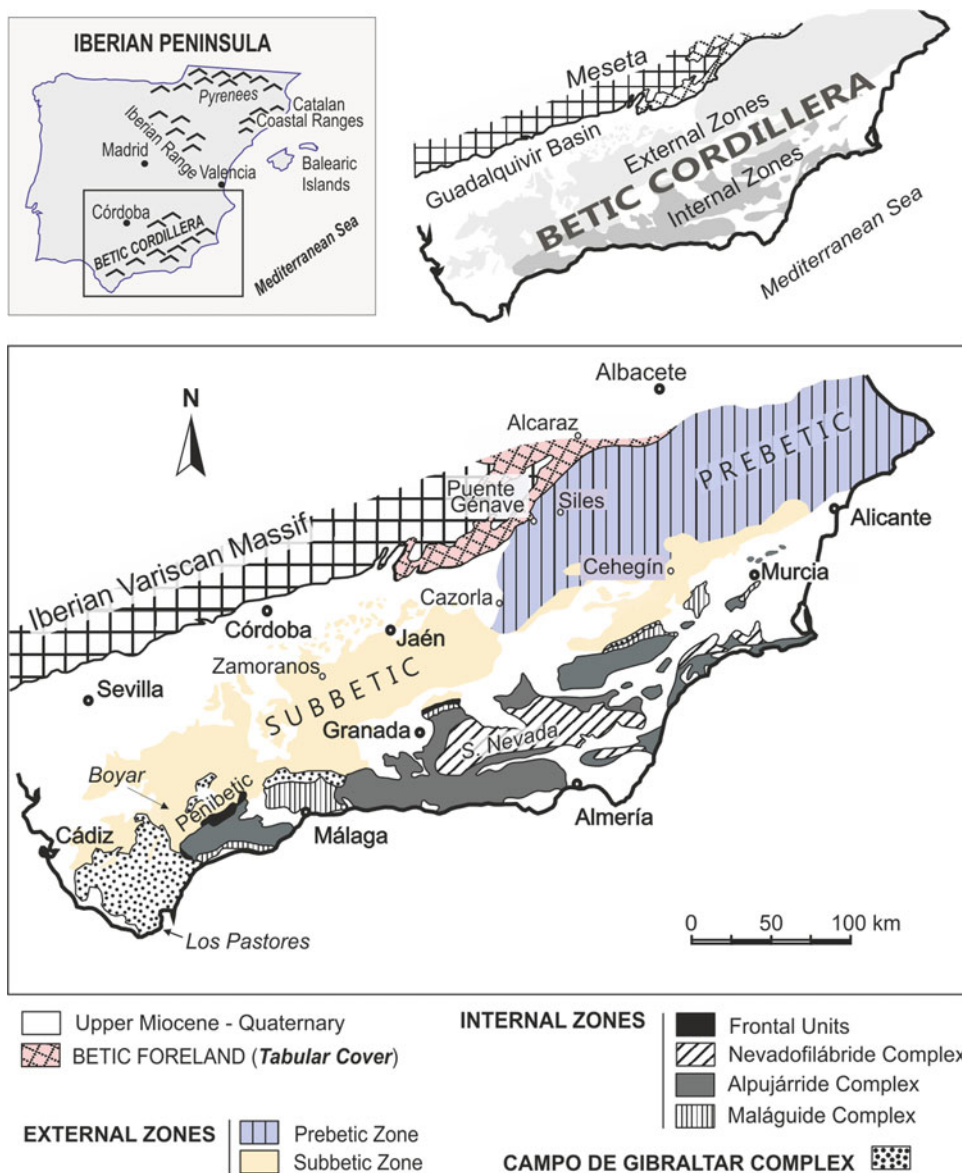 IBERIAN PENINSULA
Pyrenees
Catalan
Coastal Ranges
Iberian Range
Madrid
Valencia
Balearic
Islands
Córdoba
BETIC CORDILLERA
Mediterranean Sea
Meseta
Guadalquivir Basin
External Zones
BETIC CORDILLERA
Internal Zones
Mediterranean Sea
N
Albacete
Alcaraz
PREBETIC
Puente
Génave
Siles
Alicante
Iberian Variscan Massif
Cehegín
Murcia
Cazorla
Córdoba
Jaén
Zamoranos
SUBBETIC
Sevilla
Granada
S. Nevada
Boyar
Penibetic
Almería
Málaga
Cádiz
Los Pastores
0 50 100 km
Upper Miocene - Quaternary
BETIC FORELAND (Tabular Cover)
EXTERNAL ZONES
Prebetic Zone
Subbetic Zone
INTERNAL ZONES
Frontal Units
Nevadofilábride Complex
Alpujárride Complex
Maláguide Complex
CAMPO DE GIBRALTAR COMPLEX